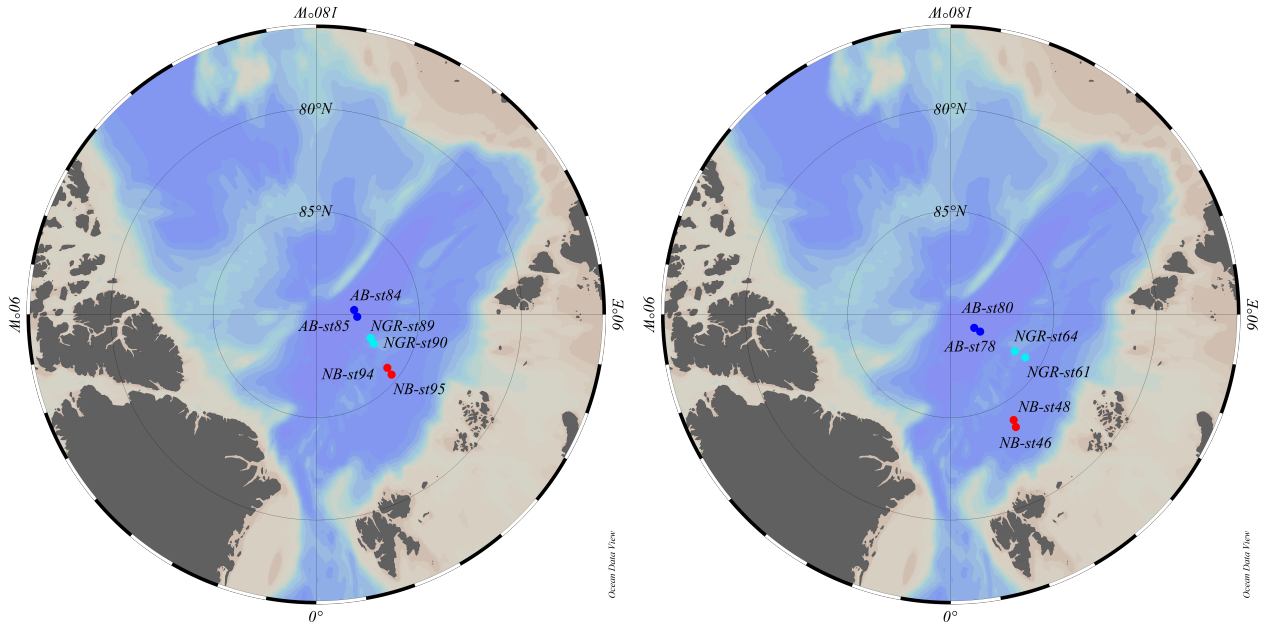 180°W
80°N
85°N
AB-st84
AB-st85
NGR-st89
NGR-st90
NB-st94
NB-st95
90°W
90°E
0°
Ocean Data View
180°W
80°N
85°N
AB-st80
AB-st78
NGR-st64
NGR-st61
NB-st48
NB-st46
90°W
90°E
0°
Ocean Data View